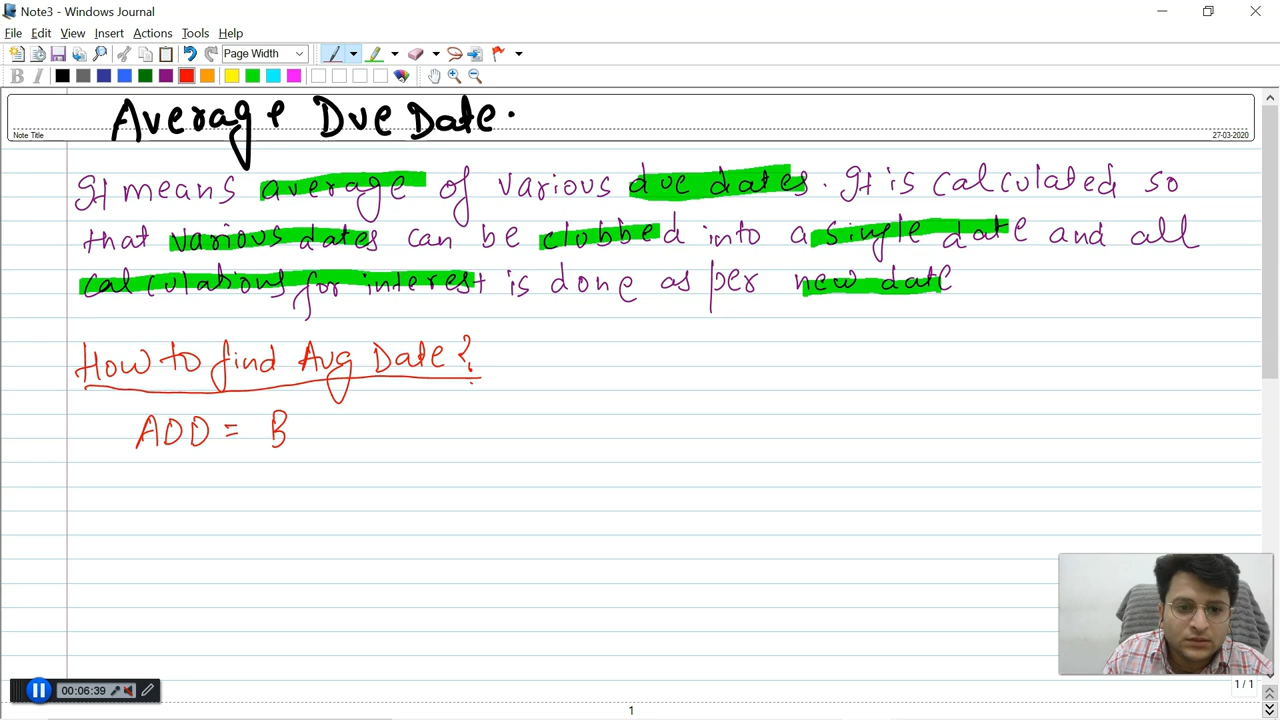 Note3 - Windows Journal
File Edit View Insert Actions Tools Help
Page Width
B I
Average Due Date.
Note Title
27-03-2020
It means average of various due dates. It is calculated so
that various dates can be clubbed into a single date and all
calculations for interest is done as per new date
How to find Avg Date?
ADD = B
00:06:39
1 / 1
1